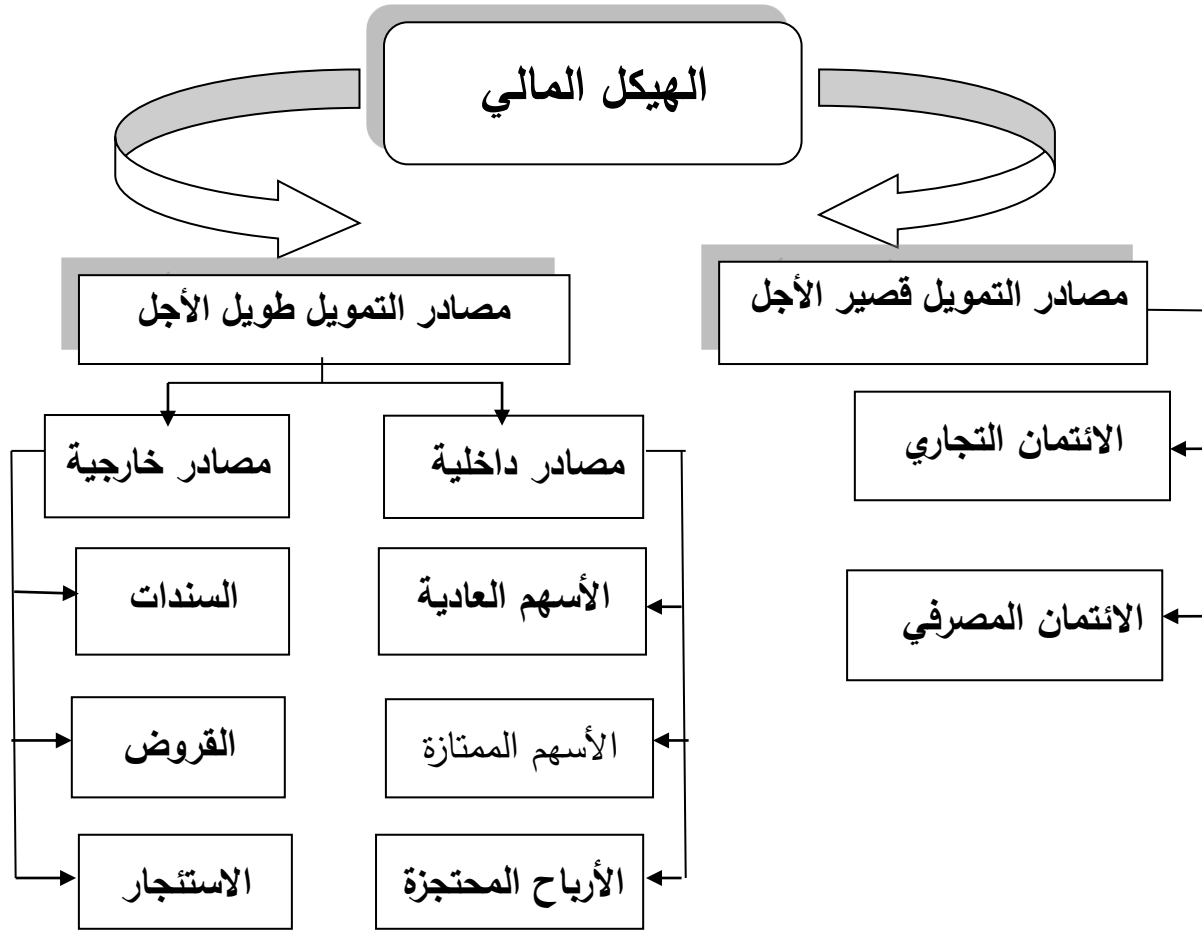 الهيكل المالي
مصادر التمويل قصير الأجل
مصادر التمويل طويل الأجل
الائتمان التجاري
مصادر داخلية
مصادر خارجية
الأسهم العادية
السندات
الائتمان المصرفي
الأسهم الممتازة
القروض
الأرباح المحتجزة
الاستئجار